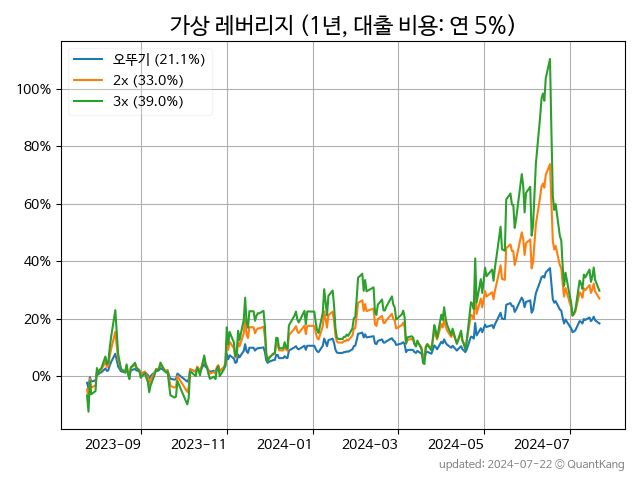 가상 레버리지 (1년, 대출 비용: 연 5%)
오뚜기 (21.1%)
2x (33.0%)
3x (39.0%)
100%
80%
60%
40%
20%
0%
2023-09
2023-11
2024-01
2024-03
2024-05
2024-07
updated: 2024-07-22 © QuantKang